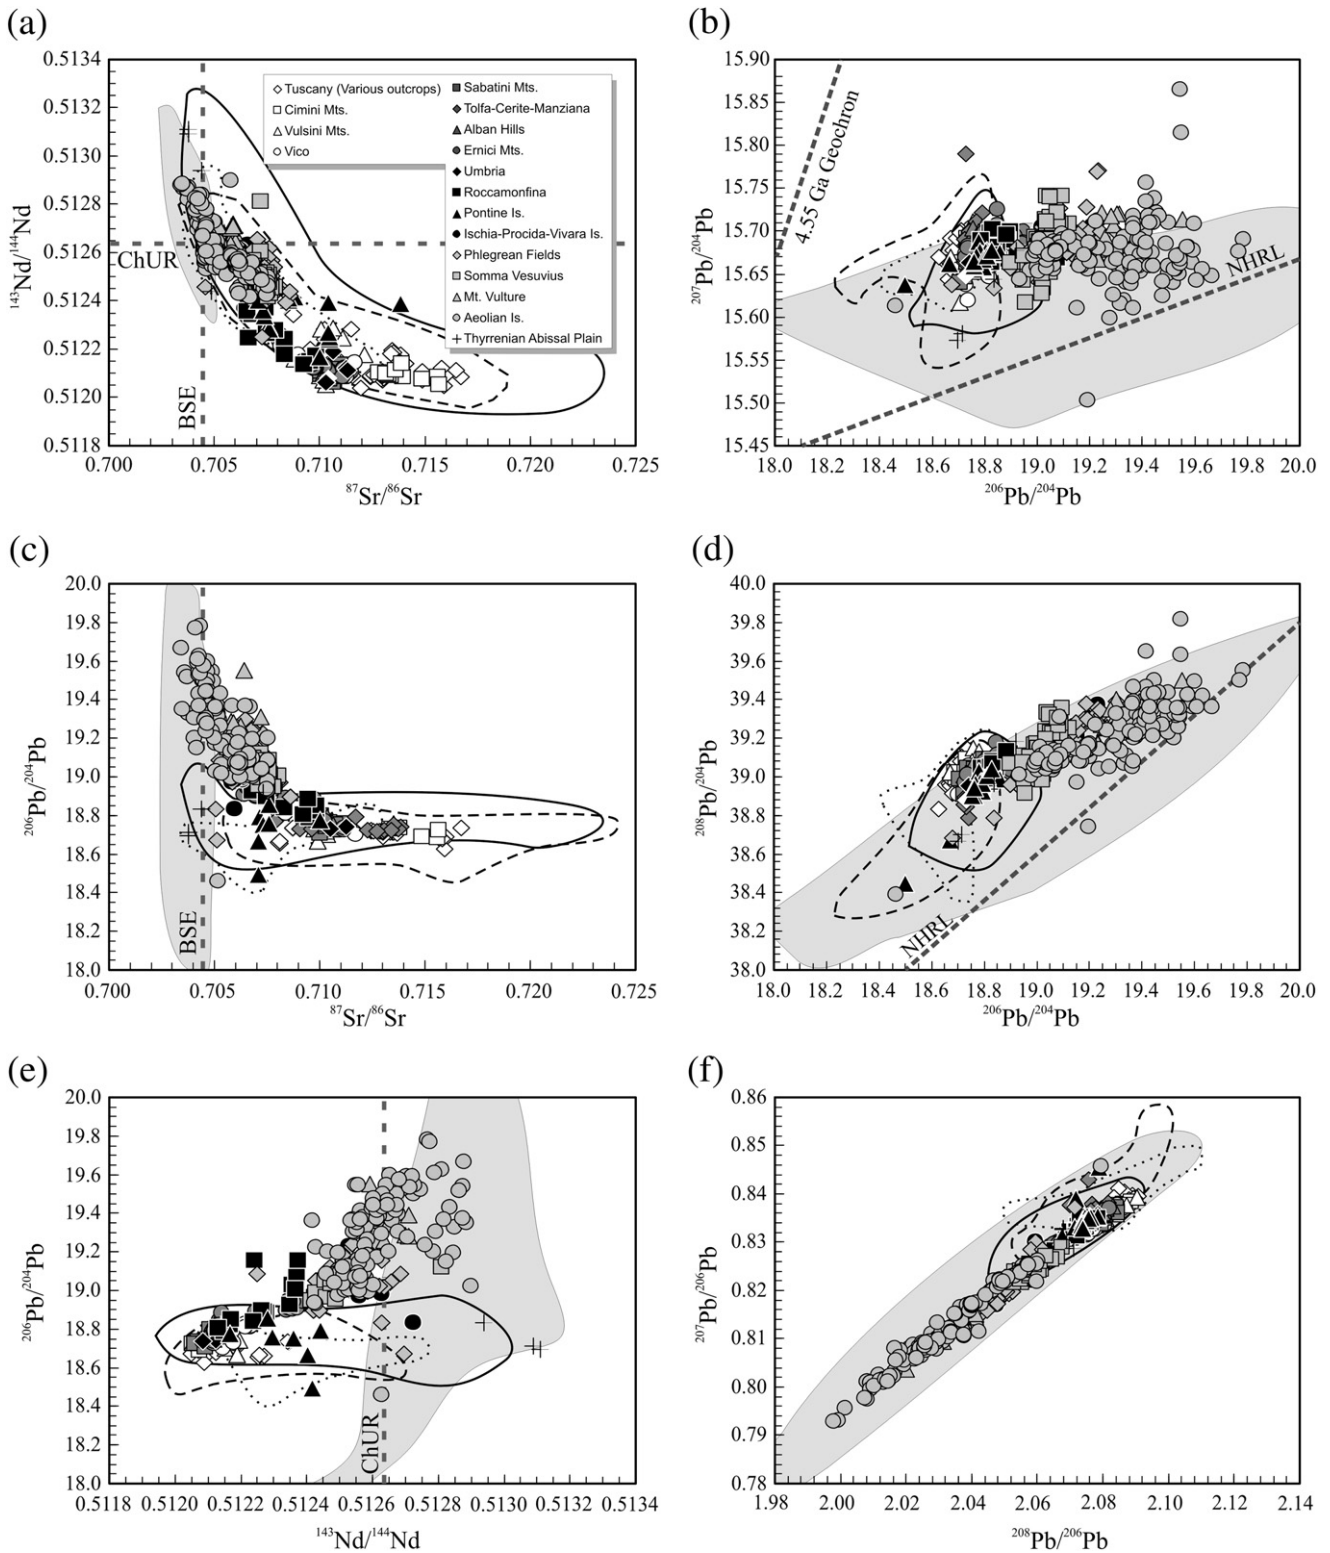 (a)
0.5134
0.5132
0.5130
0.5128
0.5126
0.5124
0.5122
0.5120
0.5118
143Nd/144Nd
ChUR
BSE
Tuscany (Various outcrops)
Cimini Mts.
Vulsini Mts.
Vico
Sabatini Mts.
Tolfa-Cerite-Manziana
Alban Hills
Ernici Mts.
Umbria
Roccamonfina
Pontine Is.
Ischia-Procida-Vivara Is.
Phlegrean Fields
Somma Vesuvius
Mt. Vulture
Aeolian Is.
Thyrrenian Abissal Plain
0.700 0.705 0.710 0.715 0.720 0.725
87Sr/86Sr
(b)
15.90
15.85
15.80
15.75
15.70
15.65
15.60
15.55
15.50
15.45
207Pb/204Pb
4.55 Ga Geochron
NHRL
18.0 18.2 18.4 18.6 18.8 19.0 19.2 19.4 19.6 19.8 20.0
206Pb/204Pb
(c)
20.0
19.8
19.6
19.4
19.2
19.0
18.8
18.6
18.4
18.2
18.0
206Pb/204Pb
BSE
0.700 0.705 0.710 0.715 0.720 0.725
87Sr/86Sr
(d)
40.0
39.8
39.6
39.4
39.2
39.0
38.8
38.6
38.4
38.2
38.0
208Pb/204Pb
NHRL
18.0 18.2 18.4 18.6 18.8 19.0 19.2 19.4 19.6 19.8 20.0
206Pb/204Pb
(e)
20.0
19.8
19.6
19.4
19.2
19.0
18.8
18.6
18.4
18.2
18.0
206Pb/204Pb
ChUR
0.5118 0.5120 0.5122 0.5124 0.5126 0.5128 0.5130 0.5132 0.5134
143Nd/144Nd
(f)
0.86
0.85
0.84
0.83
0.82
0.81
0.80
0.79
0.78
207Pb/206Pb
1.98 2.00 2.02 2.04 2.06 2.08 2.10 2.12 2.14
208Pb/206Pb